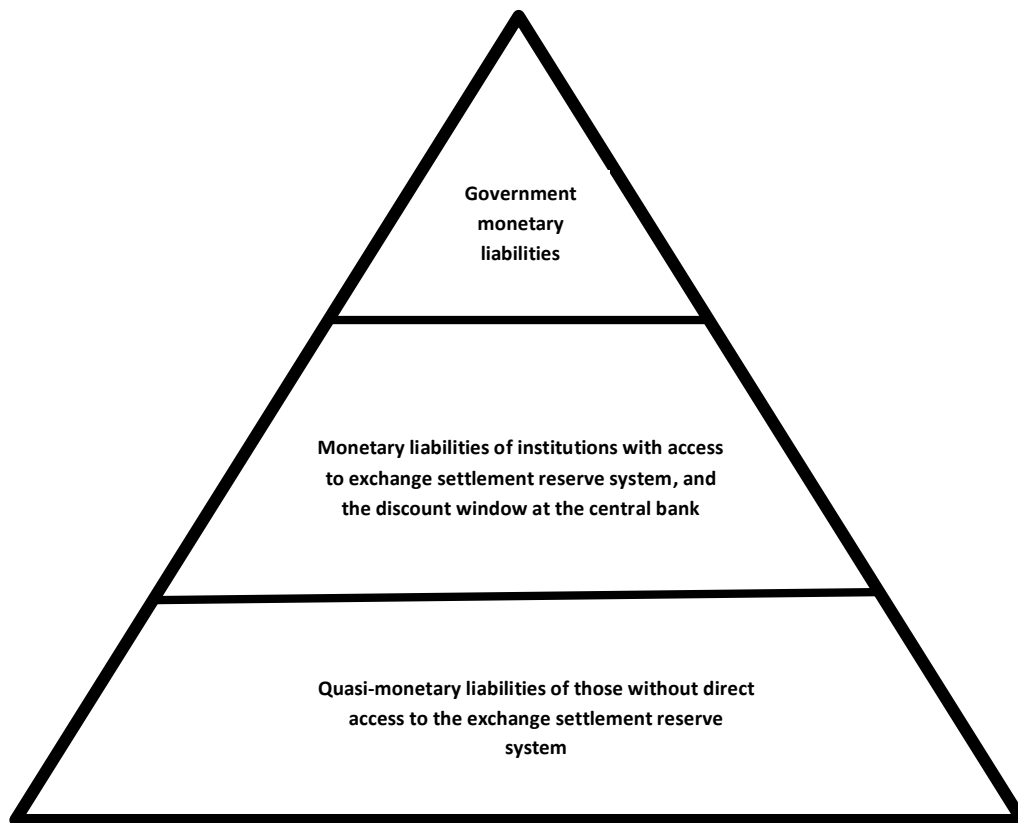 Government
monetary
liabilities
Monetary liabilities of institutions with access
to exchange settlement reserve system, and
the discount window at the central bank
Quasi-monetary liabilities of those without direct
access to the exchange settlement reserve
system